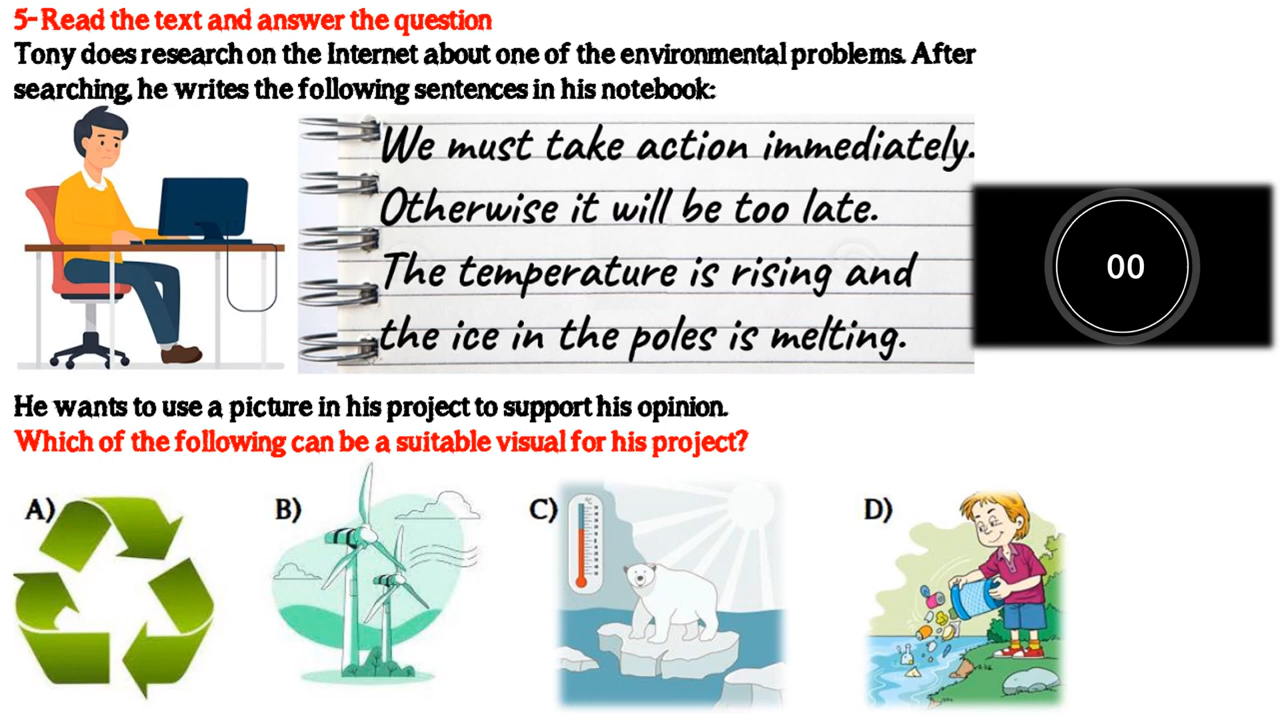 5- Read the text and answer the question
Tony does research on the Internet about one of the environmental problems. After
searching, he writes the following sentences in his notebook:
We must take action immediately.
Otherwise it will be too late.
The temperature is rising and
the ice in the poles is melting.
00
He wants to use a picture in his project to support his opinion.
Which of the following can be a suitable visual for his project?
A)
B)
C)
D)